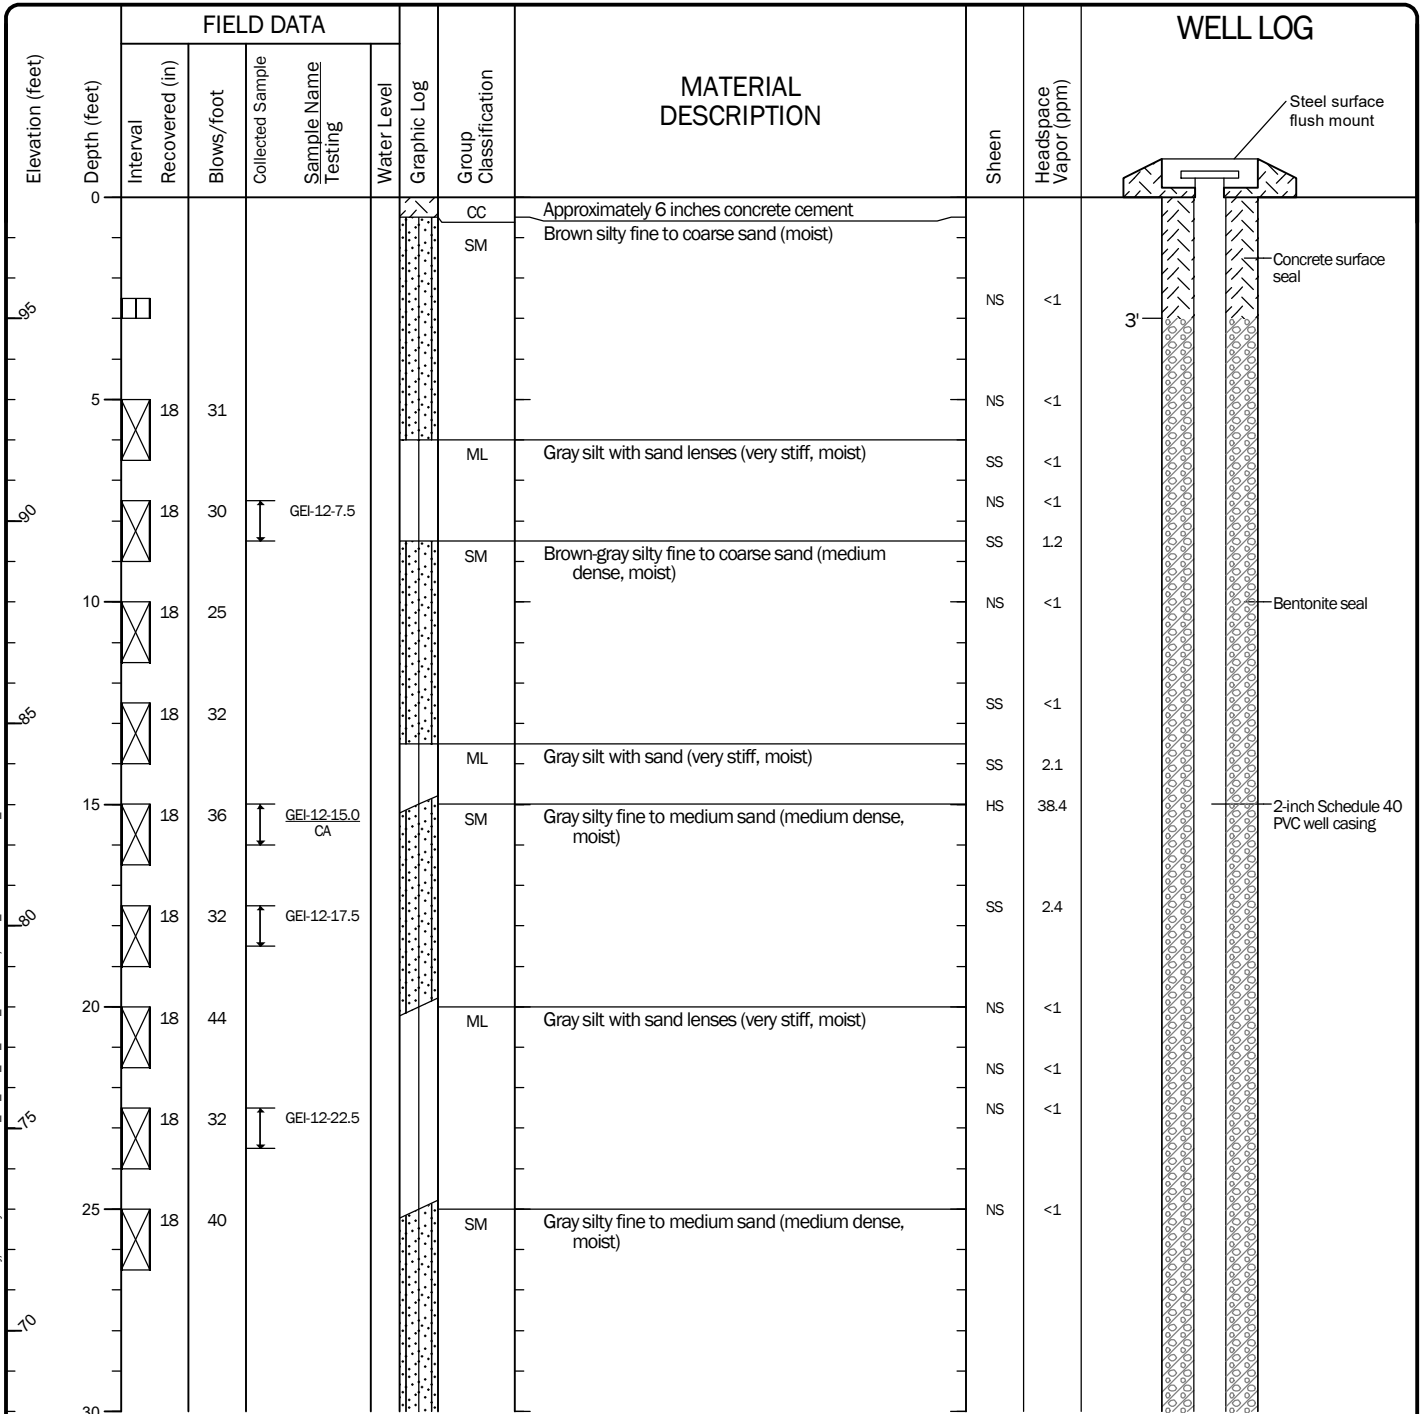 FIELD DATA
WELL LOG
Elevation (feet)
Depth (feet)
Interval
Recovered (in)
Blows/foot
Collected Sample
Sample Name
Testing
Water Level
Graphic Log
Group
Classification
MATERIAL
DESCRIPTION
Sheen
Headspace
Vapor (ppm)
Steel surface
flush mount
0
CC
Approximately 6 inches concrete cement
SM
Brown silty fine to coarse sand (moist)
Concrete surface
seal
95
NS
<1
3'
5
18
31
NS
<1
ML
Gray silt with sand lenses (very stiff, moist)
SS
<1
90
18
30
GEI-12-7.5
NS
<1
SS
1.2
SM
Brown-gray silty fine to coarse sand (medium
dense, moist)
10
18
25
NS
<1
Bentonite seal
85
18
32
SS
<1
ML
Gray silt with sand (very stiff, moist)
SS
2.1
15
18
36
GEI-12-15.0
CA
SM
Gray silty fine to medium sand (medium dense,
moist)
HS
38.4
2-inch Schedule 40
PVC well casing
80
18
32
GEI-12-17.5
SS
2.4
20
18
44
ML
Gray silt with sand lenses (very stiff, moist)
NS
<1
NS
<1
75
18
32
GEI-12-22.5
NS
<1
25
18
40
SM
Gray silty fine to medium sand (medium dense,
moist)
NS
<1
70
30